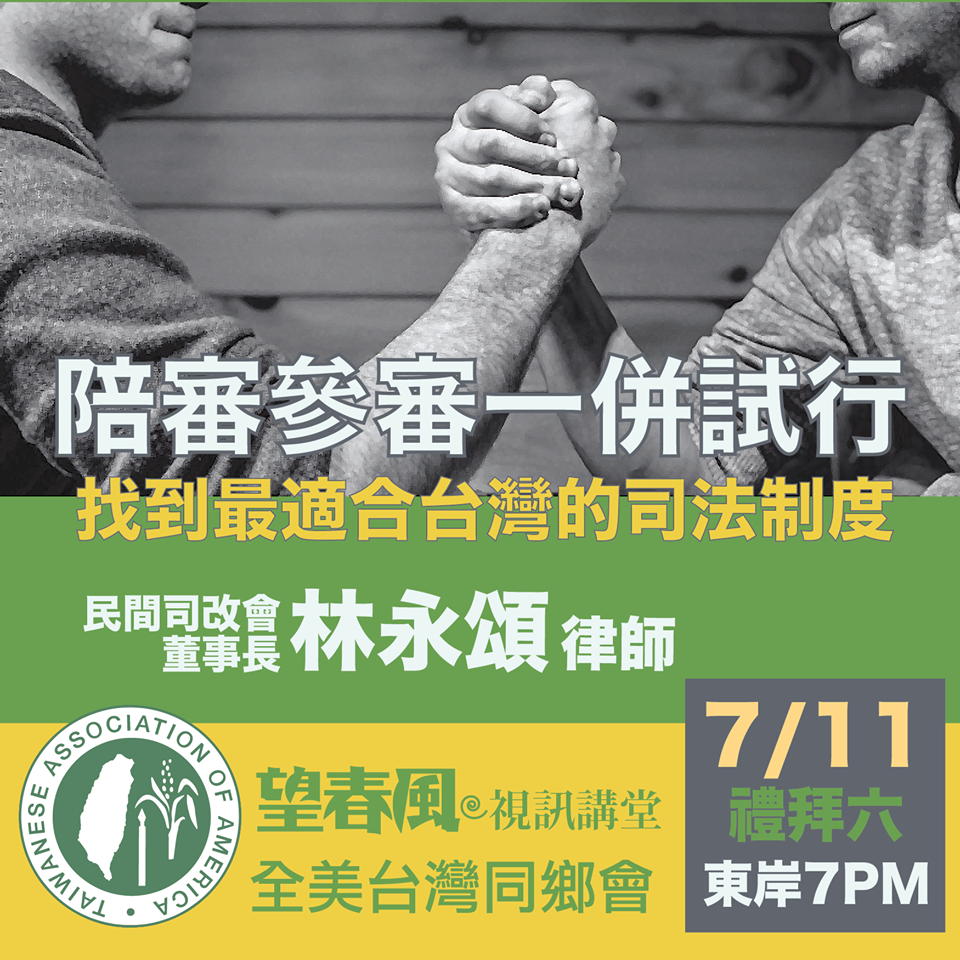 陪審參審一併試行
找到最適合台灣的司法制度
民間司改會
董事長
林永頌 律師
7/11
禮拜六
東岸7PM
望春風 視訊講堂
全美台灣同鄉會
TAIWANESE ASSOCIATION OF AMERICA • TAA •